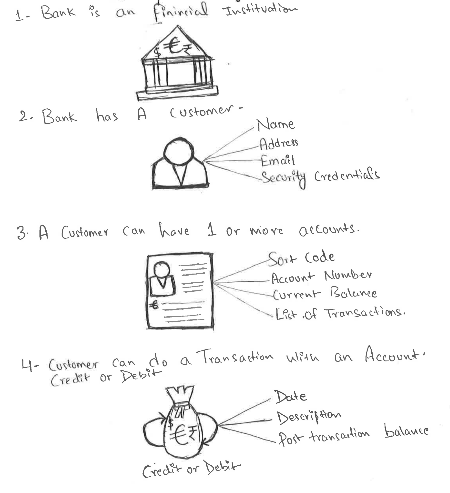 1- Bank is an Finincial Instituation
$ € ₹
2- Bank has A Customer-
Name
Address
Email
Security Credentials
3. A Customer Can have 1 or more accounts.
Sort Code
Account Number
Current Balance
List of Transactions.
€
4- Customer can do a Transaction with an Account.
Credit or Debit
Date
Description
Post transaction balance
$ € ₹
Credit or Debit